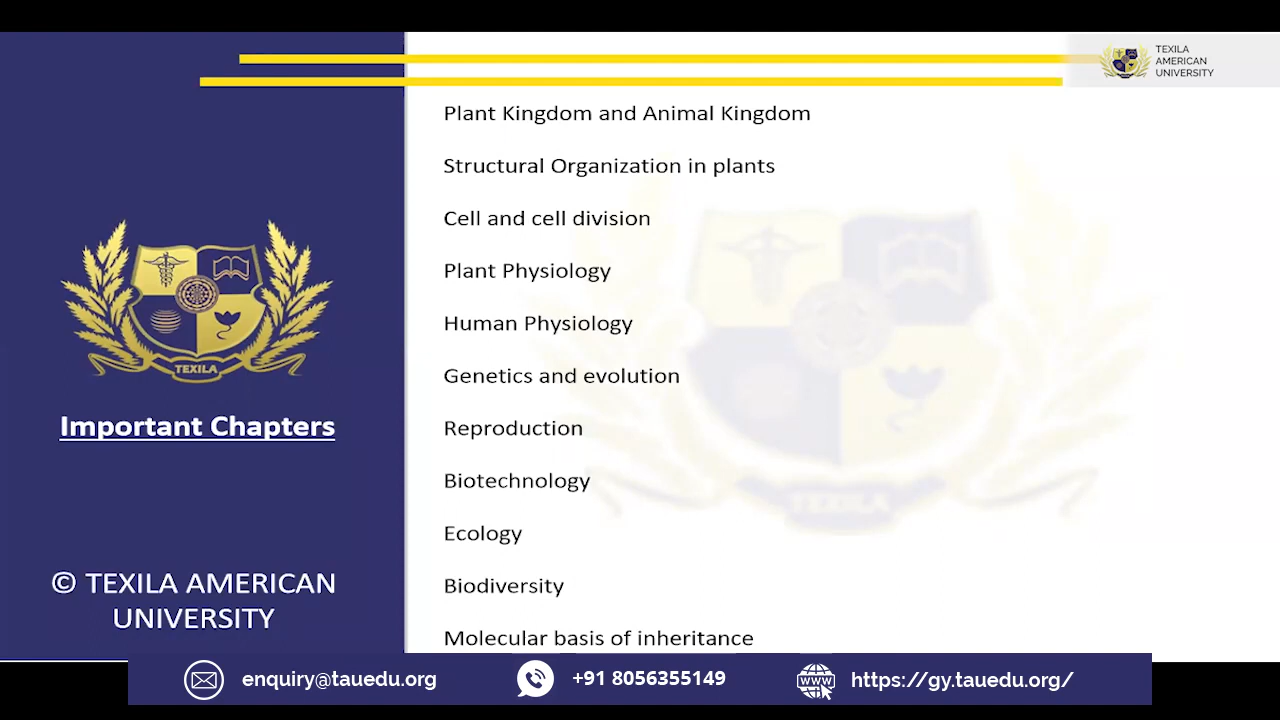 TEXILA
AMERICAN
UNIVERSITY
Plant Kingdom and Animal Kingdom
Structural Organization in plants
Cell and cell division
Plant Physiology
Human Physiology
Genetics and evolution
Reproduction
Biotechnology
Ecology
Biodiversity
Molecular basis of inheritance
TEXILA
Important Chapters
© TEXILA AMERICAN
UNIVERSITY
TEXILA
enquiry@tauedu.org
+91 8056355149
www
https://gy.tauedu.org/